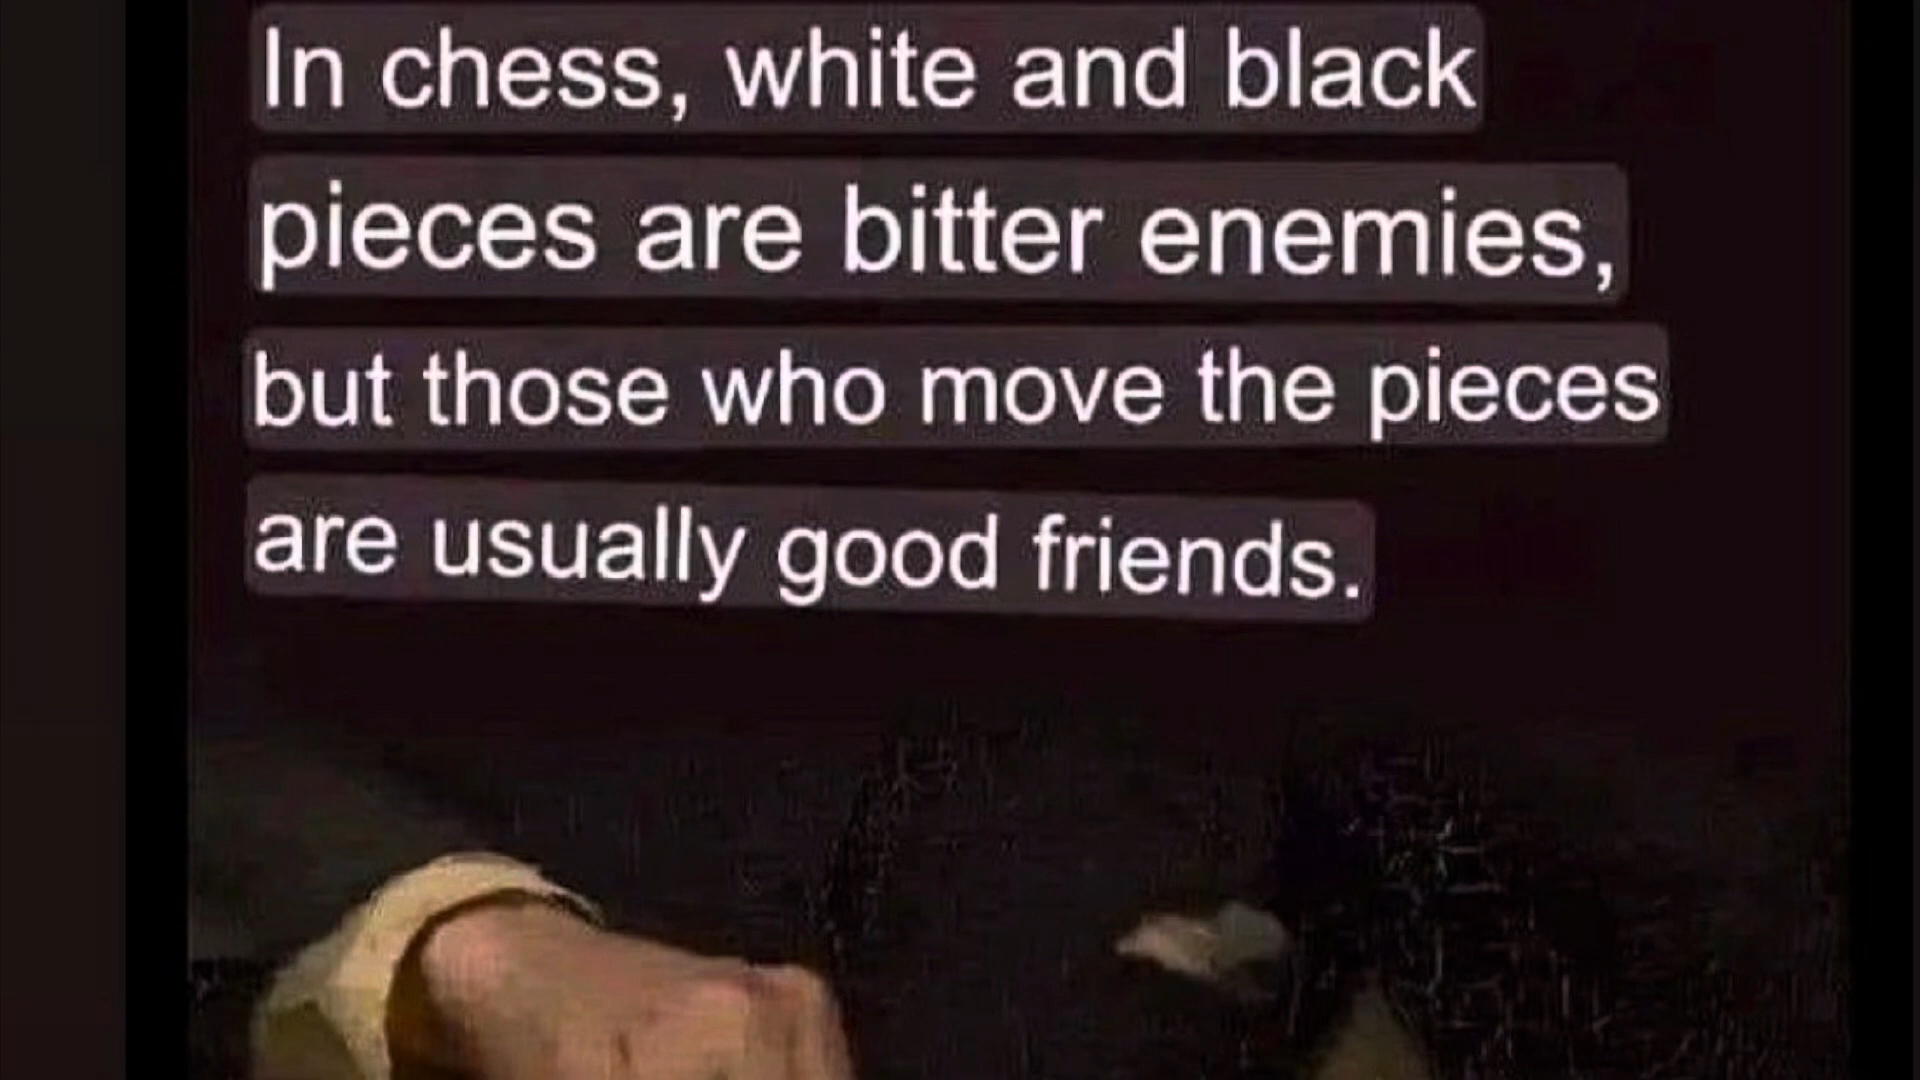 In chess, white and black
pieces are bitter enemies,
but those who move the pieces
are usually good friends.